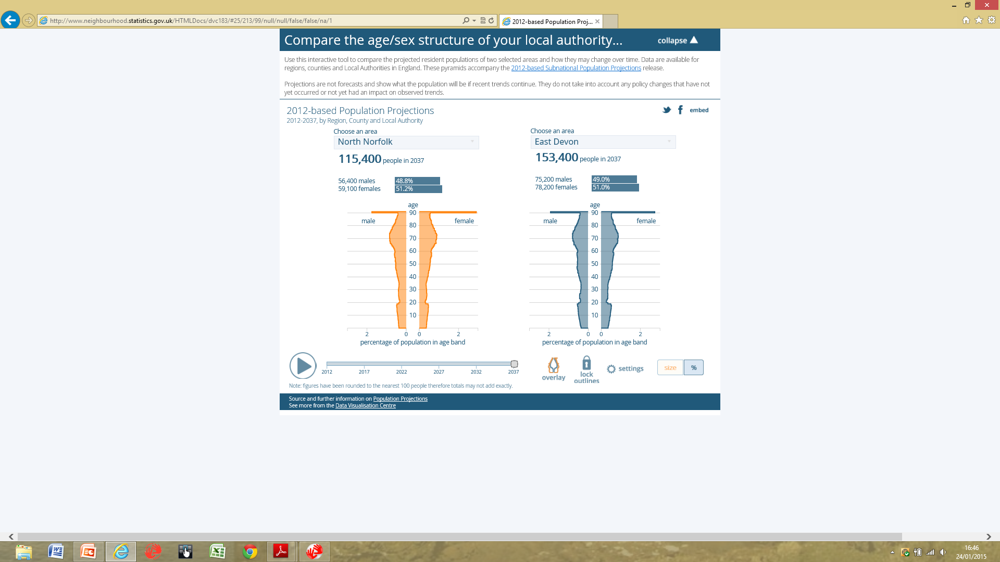 http://www.neighbourhood.statistics.gov.uk/HTMLDocs/dvc183/#25/213/99/null/null/false/false/na/1
2012-based Population Proj...
Compare the age/sex structure of your local authority...
collapse
Use this interactive tool to compare the projected resident populations of two selected areas and how they may change over time. Data are available for
regions, counties and Local Authorities in England. These pyramids accompany the 2012-based Subnational Population Projections release.
Projections are not forecasts and show what the population will be if recent trends continue. They do not take into account any policy changes that have not
yet occurred or not yet had an impact on observed trends.
2012-based Population Projections
embed
2012-2037, by Region, County and Local Authority
Choose an area
North Norfolk
115,400 people in 2037
56,400 males 48.8%
59,100 females 51.2%
Choose an area
East Devon
153,400 people in 2037
75,200 males 49.0%
78,200 females 51.0%
age
90
male
female
80
70
60
50
40
30
20
10
2 0 0 2
percentage of population in age band
age
90
male
female
80
70
60
50
40
30
20
10
2 0 0 2
percentage of population in age band
2012 2017 2022 2027 2032 2037
overlay
lock
outlines
settings
size
%
Note: figures have been rounded to the nearest 100 people therefore totals may not add exactly.
Source and further information on Population Projections
See more from the Data Visualisation Centre
16:46
24/01/2015